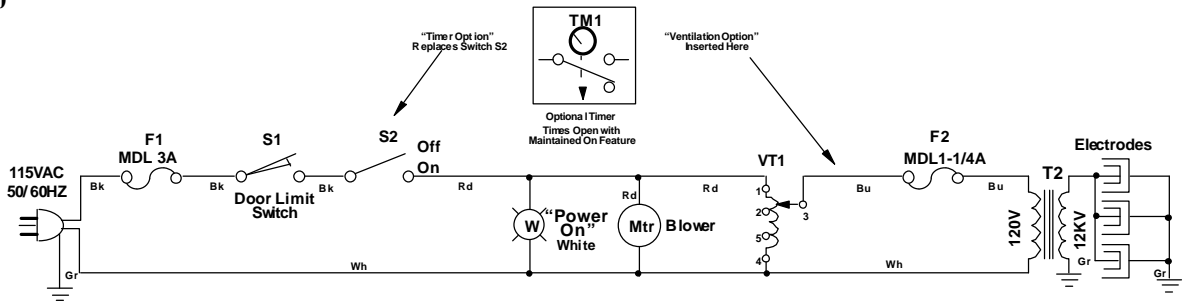 TM1
"Timer Option"
Replaces Switch S2
"Ventilation Option"
Inserted Here
Optional Timer
Times Open with
Maintained On Feature
F1
MDL 3A
S1
S2
Off
On
VT1
F2
MDL1-1/4A
T2
Electrodes
115VAC
50/60HZ
Bk
Bk
Bk
Rd
Rd
Bu
Bu
Door Limit
Switch
Rd
1
2
3
5
4
W
"Power
On"
White
Mtr
Blower
120V
12KV
Gr
Wh
Wh
Gr
Gr